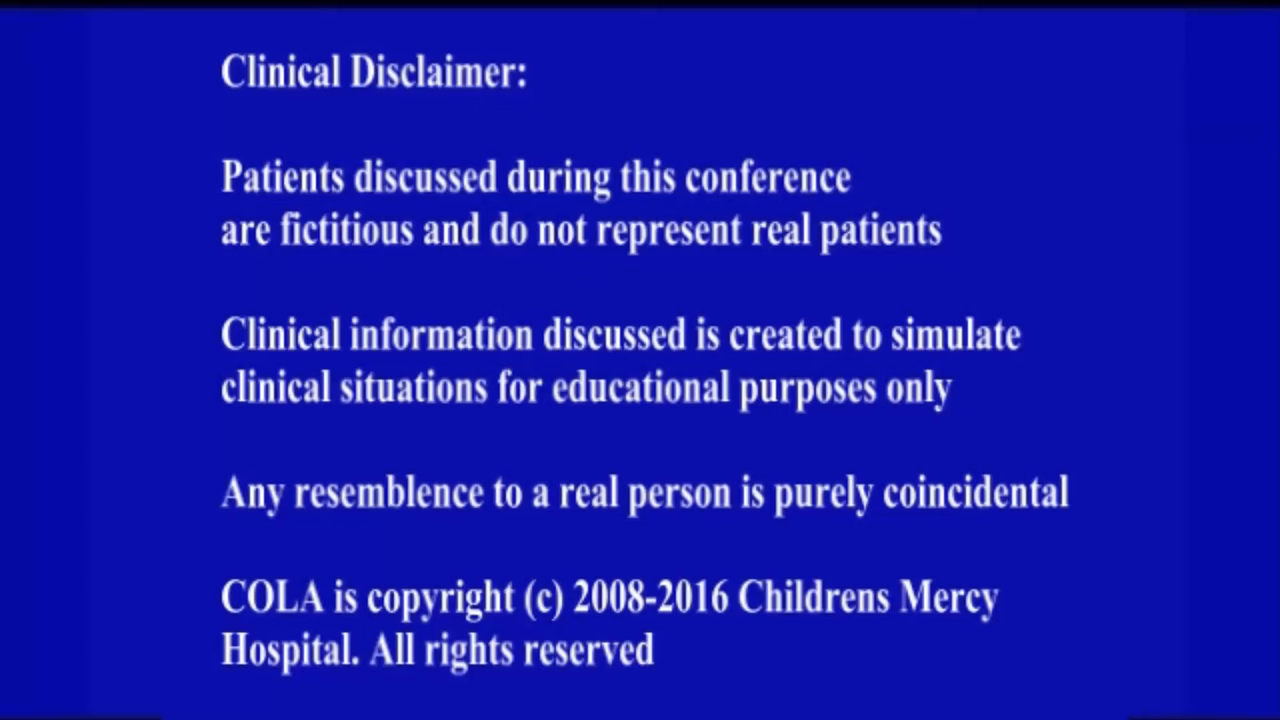 Clinical Disclaimer:
Patients discussed during this conference
are fictitious and do not represent real patients
Clinical information discussed is created to simulate
clinical situations for educational purposes only
Any resemblence to a real person is purely coincidental
COLA is copyright (c) 2008-2016 Childrens Mercy
Hospital. All rights reserved